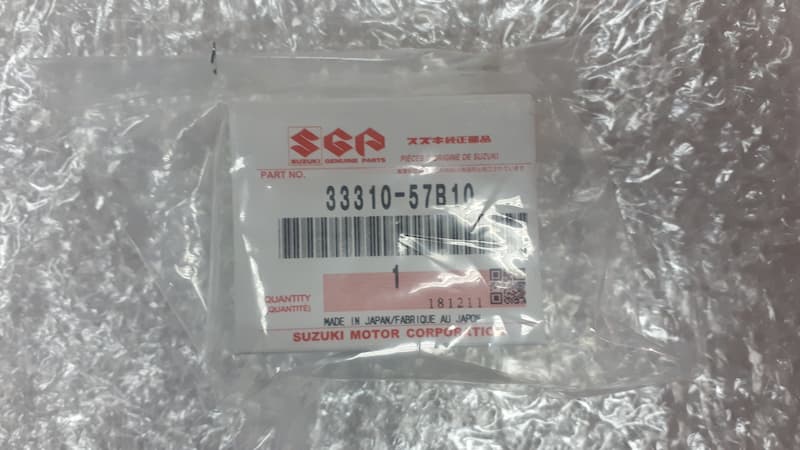 SGP
スズキ純正部品
SUZUKI GENUINE PARTS
PIÈCES D'ORIGINE DE SUZUKI
PART NO.
33310-57B10
1
QUANTITY
QUANTITÉ)
181211
MADE IN JAPAN/FABRIQUE AU JAPON
SUZUKI MOTOR CORPORATION